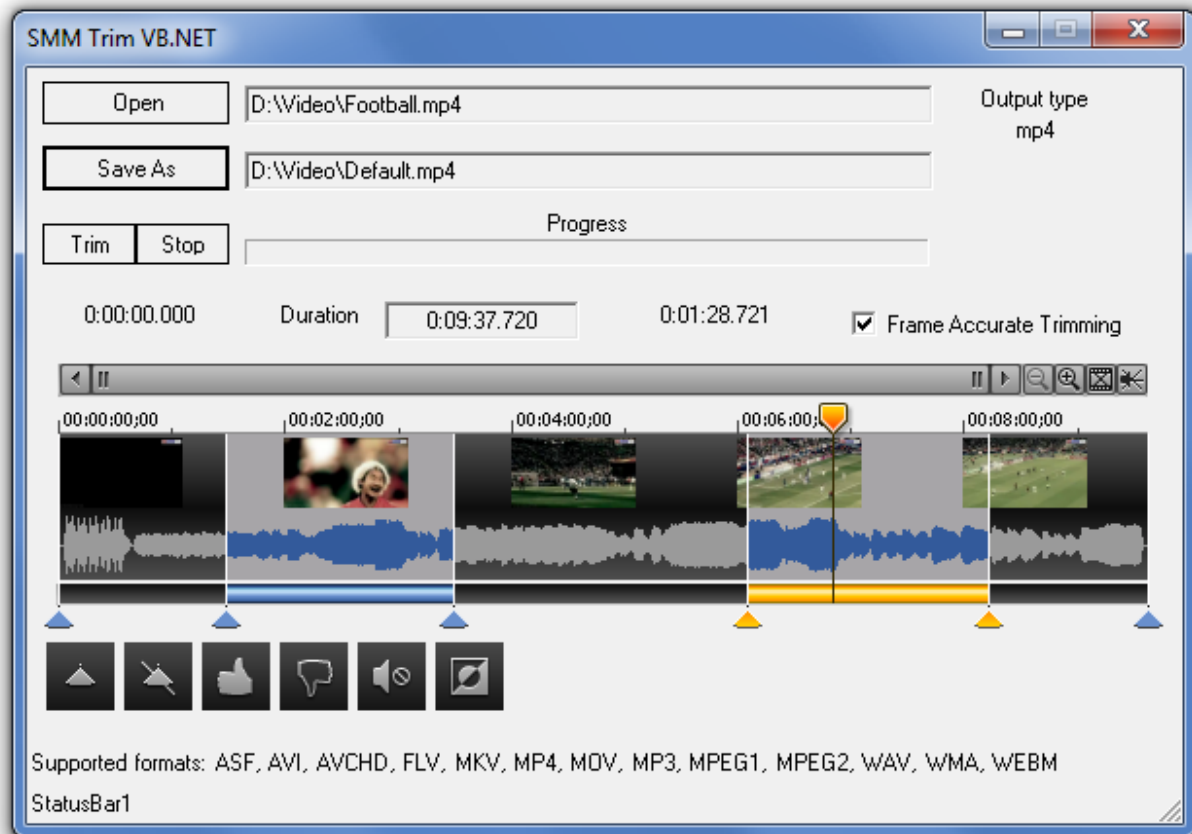 SMM Trim VB.NET
Open
D:\Video\Football.mp4
Output type
mp4
Save As
D:\Video\Default.mp4
Progress
Trim
Stop
0:00:00.000
Duration
0:09:37.720
0:01:28.721
Frame Accurate Trimming
00:00:00;00
00:02:00;00
00:04:00;00
00:06:00;
00:08:00;00
Supported formats: ASF, AVI, AVCHD, FLV, MKV, MP4, MOV, MP3, MPEG1, MPEG2, WAV, WMA, WEBM
StatusBar1